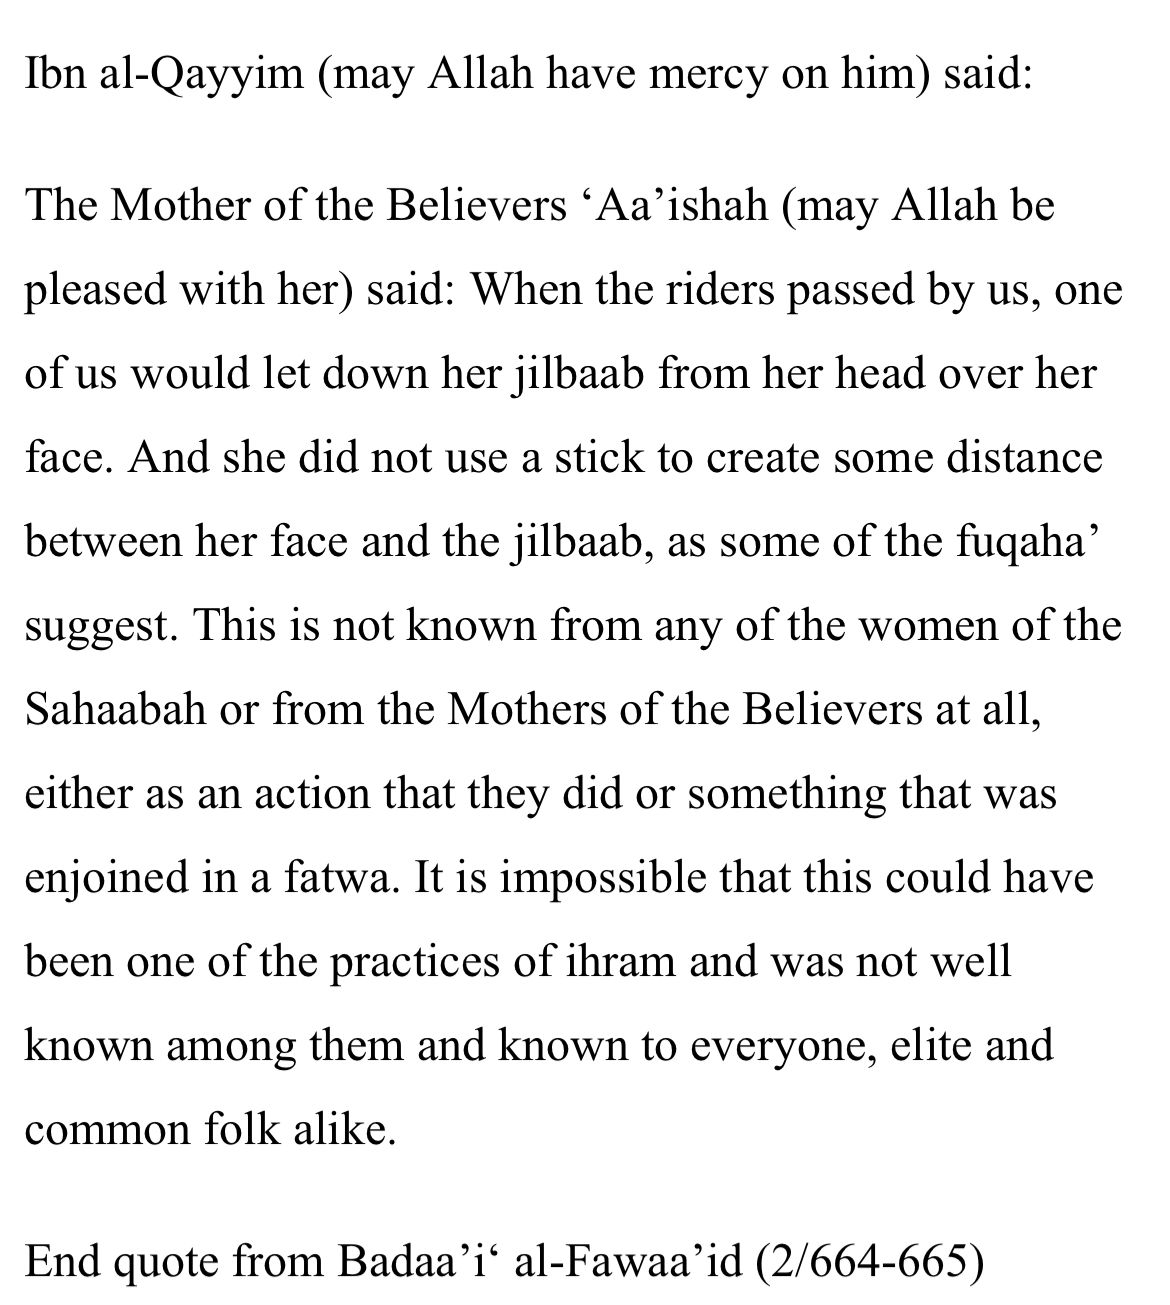 Ibn al-Qayyim (may Allah have mercy on him) said:
The Mother of the Believers ‘Aa’ishah (may Allah be
pleased with her) said: When the riders passed by us, one
of us would let down her jilbaab from her head over her
face. And she did not use a stick to create some distance
between her face and the jilbaab, as some of the fuqaha’
suggest. This is not known from any of the women of the
Sahaabah or from the Mothers of the Believers at all,
either as an action that they did or something that was
enjoined in a fatwa. It is impossible that this could have
been one of the practices of ihram and was not well
known among them and known to everyone, elite and
common folk alike.
End quote from Badaa’i‘ al-Fawaa’id (2/664-665)